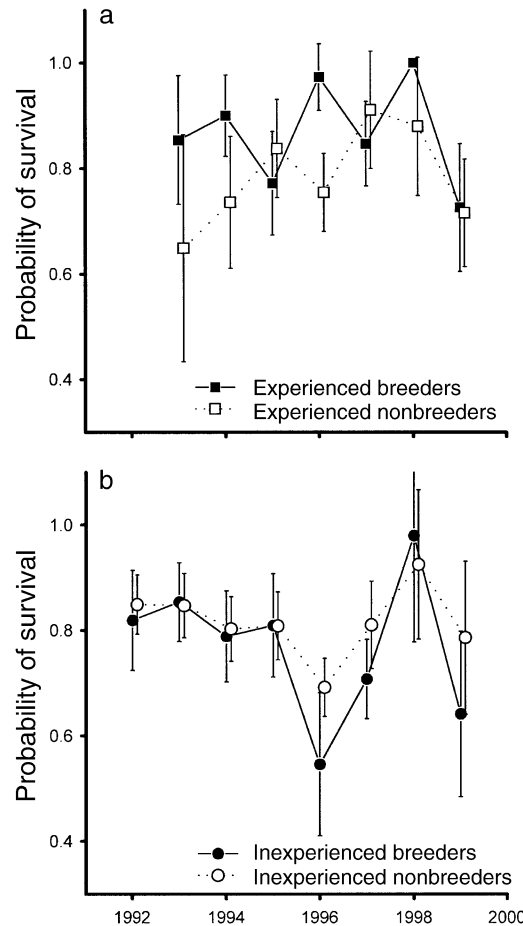 a
1.0
0.8
0.6
0.4
Probability of survival
Experienced breeders
Experienced nonbreeders
b
1.0
0.8
0.6
0.4
Probability of survival
Inexperienced breeders
Inexperienced nonbreeders
1992 1994 1996 1998 2000